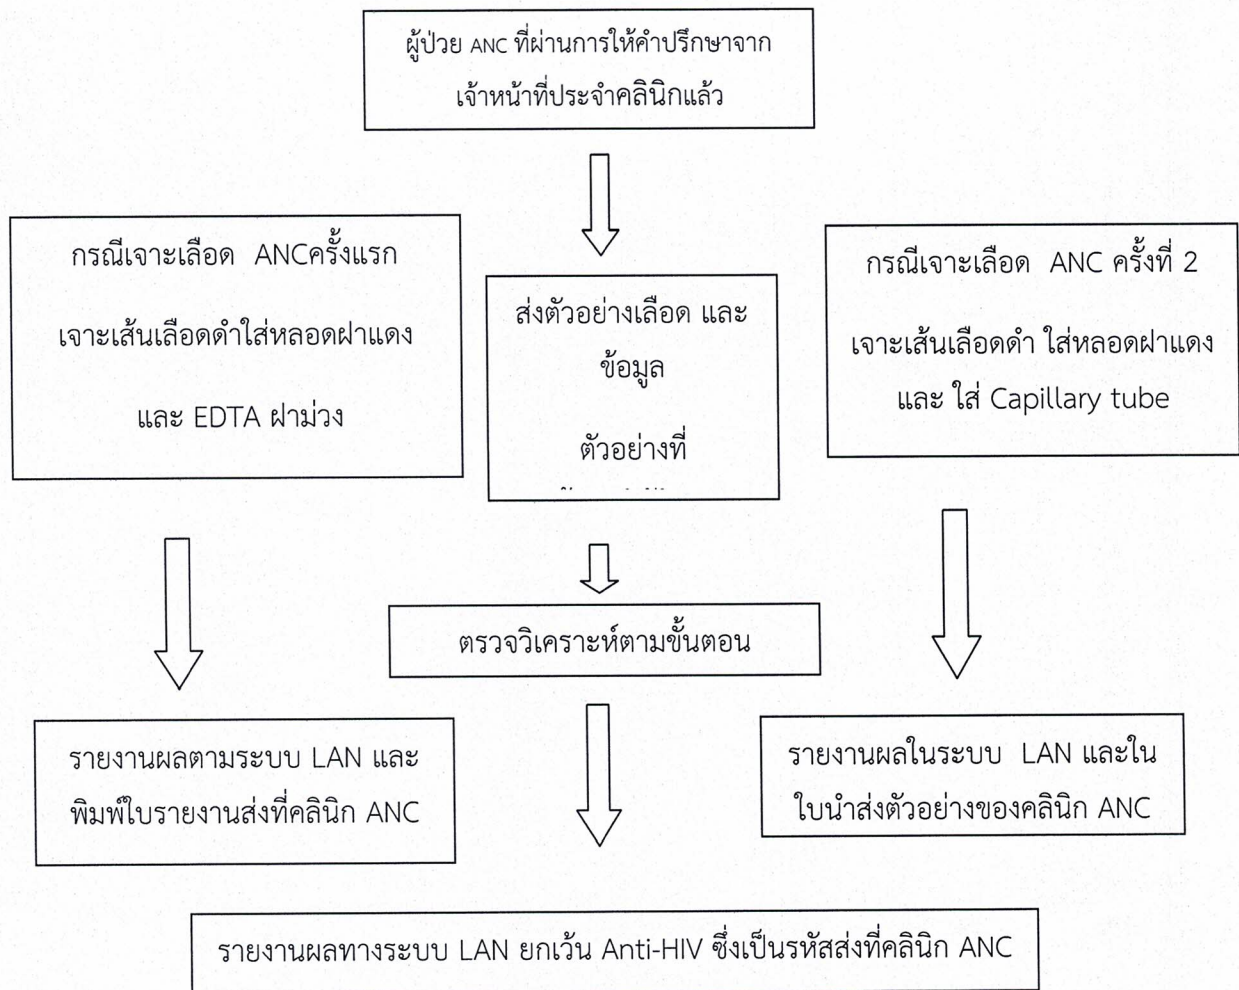 ผู้ป่วย ANC ที่ผ่านการให้คำปรึกษาจาก
เจ้าหน้าที่ประจำคลินิกแล้ว
กรณีเจาะเลือด ANCครั้งแรก
เจาะเส้นเลือดดำใส่หลอดฝาแดง
และ EDTA ฝาม่วง
ส่งตัวอย่างเลือด และ
ข้อมูล
ตัวอย่างที่
กรณีเจาะเลือด ANC ครั้งที่ 2
เจาะเส้นเลือดดำ ใส่หลอดฝาแดง
และ ใส่ Capillary tube
ตรวจวิเคราะห์ตามขั้นตอน
รายงานผลตามระบบ LAN และ
พิมพ์ใบรายงานส่งที่คลินิก ANC
รายงานผลในระบบ LAN และใน
ใบนำส่งตัวอย่างของคลินิก ANC
รายงานผลทางระบบ LAN ยกเว้น Anti-HIV ซึ่งเป็นรหัสส่งที่คลินิก ANC